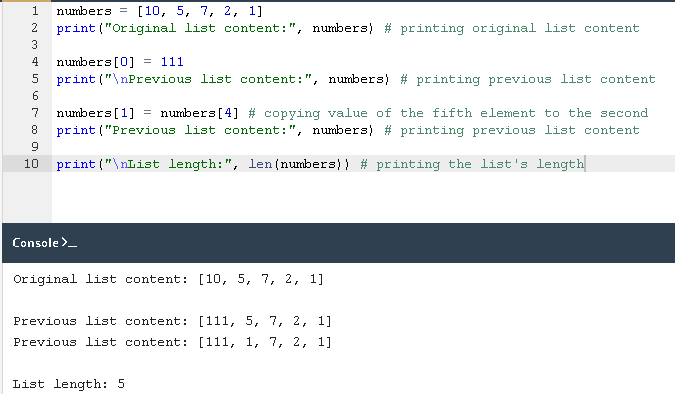 1 numbers = [10, 5, 7, 2, 1]
2 print("Original list content:", numbers) # printing original list content
3
4 numbers[0] = 111
5 print("\nPrevious list content:", numbers) # printing previous list content
6
7 numbers[1] = numbers[4] # copying value of the fifth element to the second
8 print("Previous list content:", numbers) # printing previous list content
9
10 print("\nList length:", len(numbers)) # printing the list's length
Console >_
Original list content: [10, 5, 7, 2, 1]
Previous list content: [111, 5, 7, 2, 1]
Previous list content: [111, 1, 7, 2, 1]
List length: 5